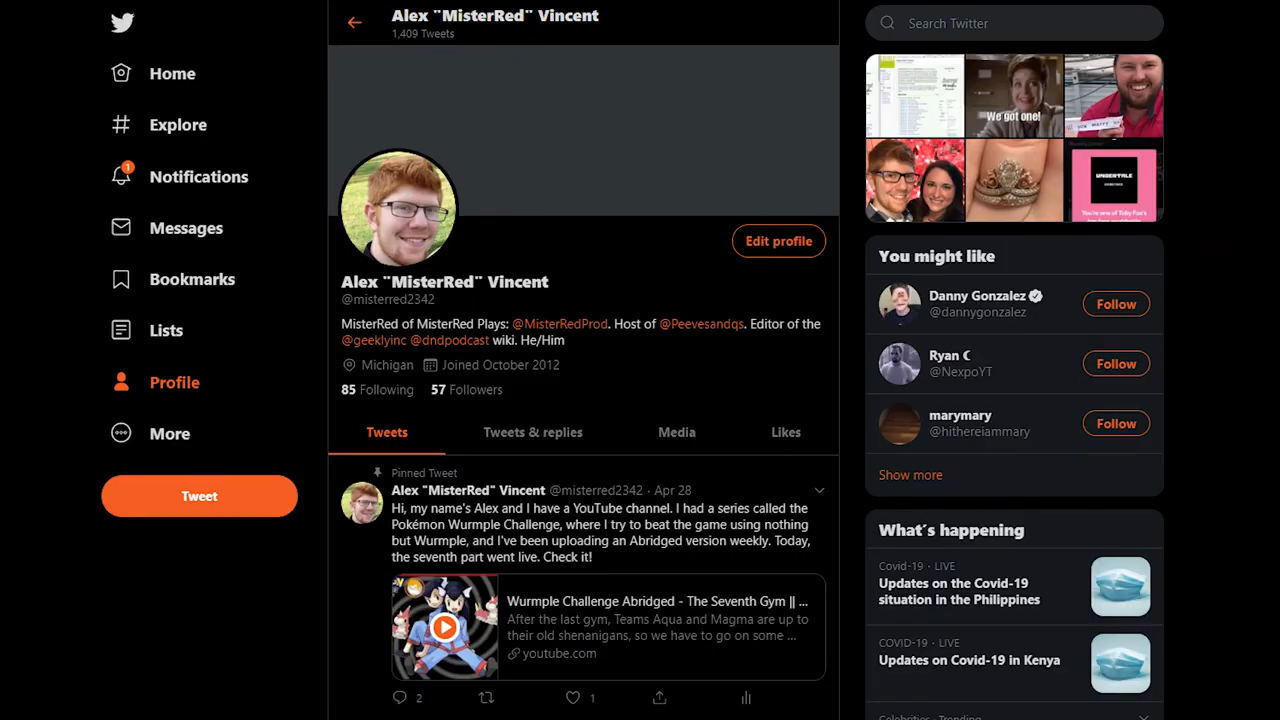 Home
Explore
1
Notifications
Messages
Bookmarks
Lists
Profile
More
Tweet
Alex "MisterRed" Vincent
1,409 Tweets
Edit profile
Alex "MisterRed" Vincent
@misterred2342
MisterRed of MisterRed Plays: @MisterRedProd. Host of @Peevesandqs. Editor of the
@geeklyinc @dndpodcast wiki. He/Him
Michigan Joined October 2012
85 Following 57 Followers
Tweets Tweets & replies Media Likes
Pinned Tweet
Alex "MisterRed" Vincent @misterred2342 · Apr 28
Hi, my name's Alex and I have a YouTube channel. I had a series called the
Pokémon Wurmple Challenge, where I try to beat the game using nothing
but Wurmple, and I've been uploading an Abridged version weekly. Today,
the seventh part went live. Check it!
Wurmple Challenge Abridged - The Seventh Gym || ...
After the last gym, Teams Aqua and Magma are up to
their old shenanigans, so we have to go on some ...
youtube.com
2 1
Search Twitter
We got one!
UNDERTALE
You're one of Toby Fox's
You might like
Danny Gonzalez
@dannygonzalez
Follow
Ryan C
@NexpoYT
Follow
marymary
@hithereiammary
Follow
Show more
What's happening
Covid-19 · LIVE
Updates on the Covid-19
situation in the Philippines
COVID-19 · LIVE
Updates on Covid-19 in Kenya
Celebrities · Trending